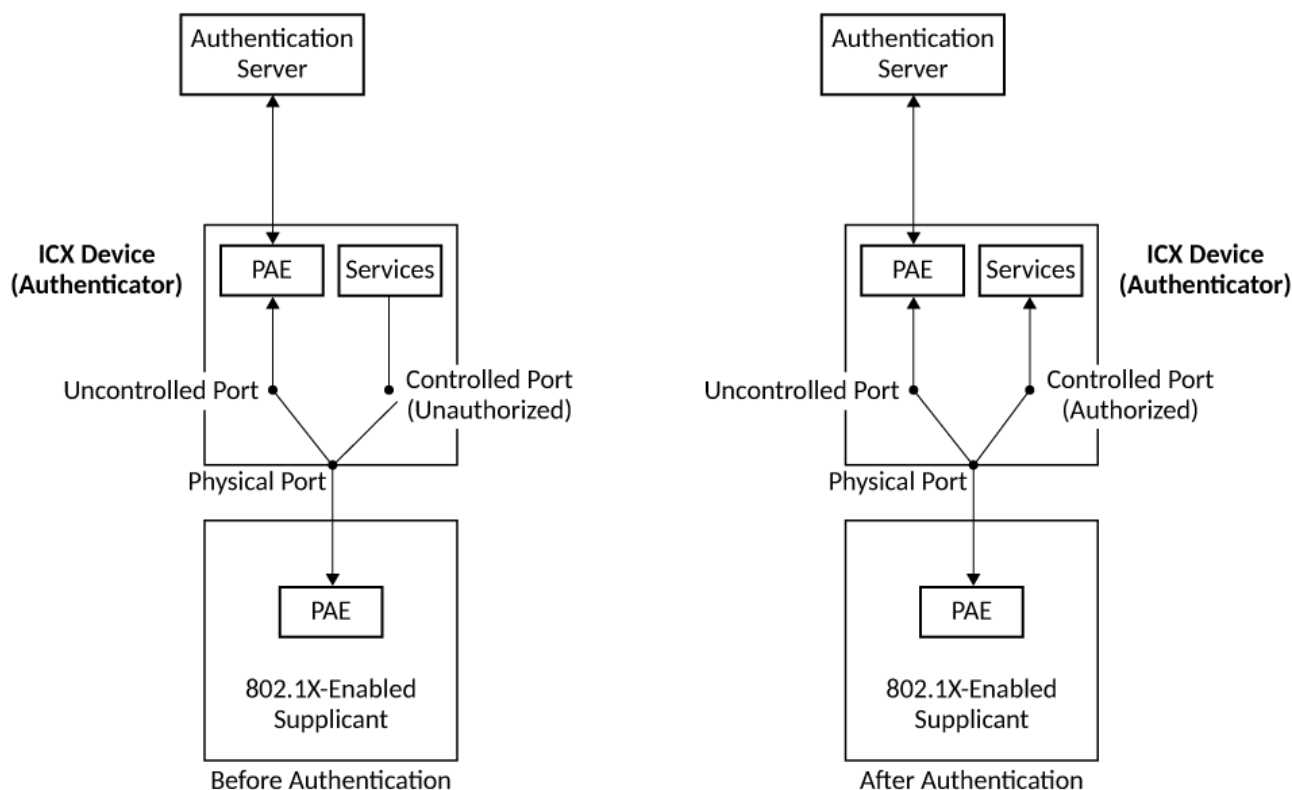 Authentication
Server
ICX Device
(Authenticator)
PAE
Services
Uncontrolled Port
Controlled Port
(Unauthorized)
Physical Port
PAE
802.1X-Enabled
Supplicant
Before Authentication
Authentication
Server
ICX Device
(Authenticator)
PAE
Services
Uncontrolled Port
Controlled Port
(Authorized)
Physical Port
PAE
802.1X-Enabled
Supplicant
After Authentication